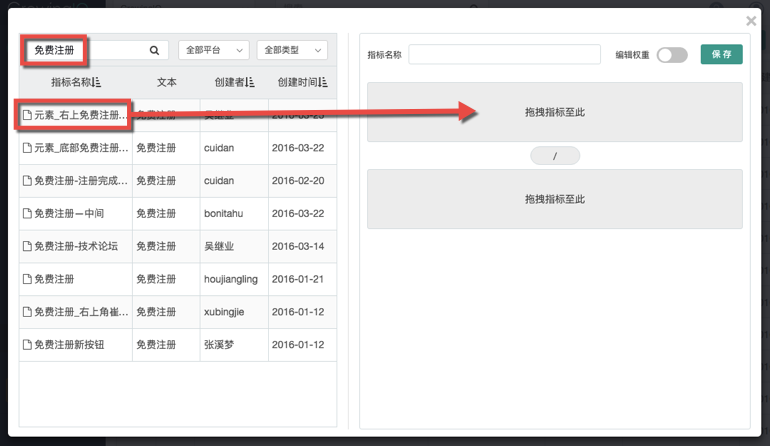 免费注册 全部平台 全部类型
指标名称 文本 创建者 创建时间
元素_右上免费注册... 免费注册 吴继业 2016-03-25
元素_底部免费注册... 免费注册 cuidan 2016-03-22
免费注册-注册完成... 免费注册 cuidan 2016-02-20
免费注册—中间 免费注册 bonitahu 2016-03-22
免费注册-技术论坛 免费注册 吴继业 2016-03-14
免费注册 免费注册 houjiangling 2016-01-21
免费注册_右上角崔... 免费注册 xubingjie 2016-01-12
免费注册新按钮 免费注册 张溪梦 2016-01-12
指标名称 编辑权重 保存
拖拽指标至此
/
拖拽指标至此